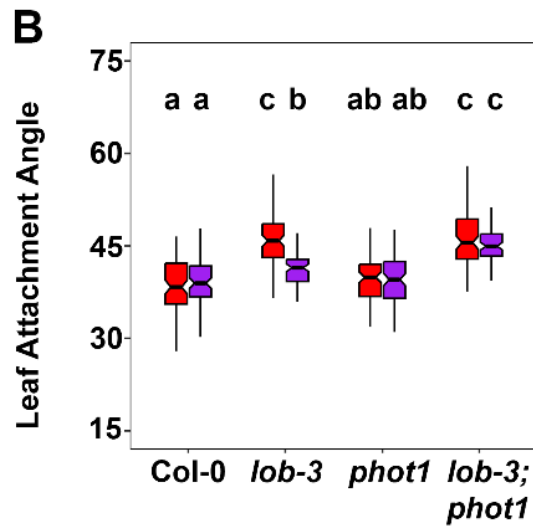 B
Leaf Attachment Angle
75
60
45
30
15
a a c b ab ab c c
Col-0 lob-3 phot1 lob-3;
phot1